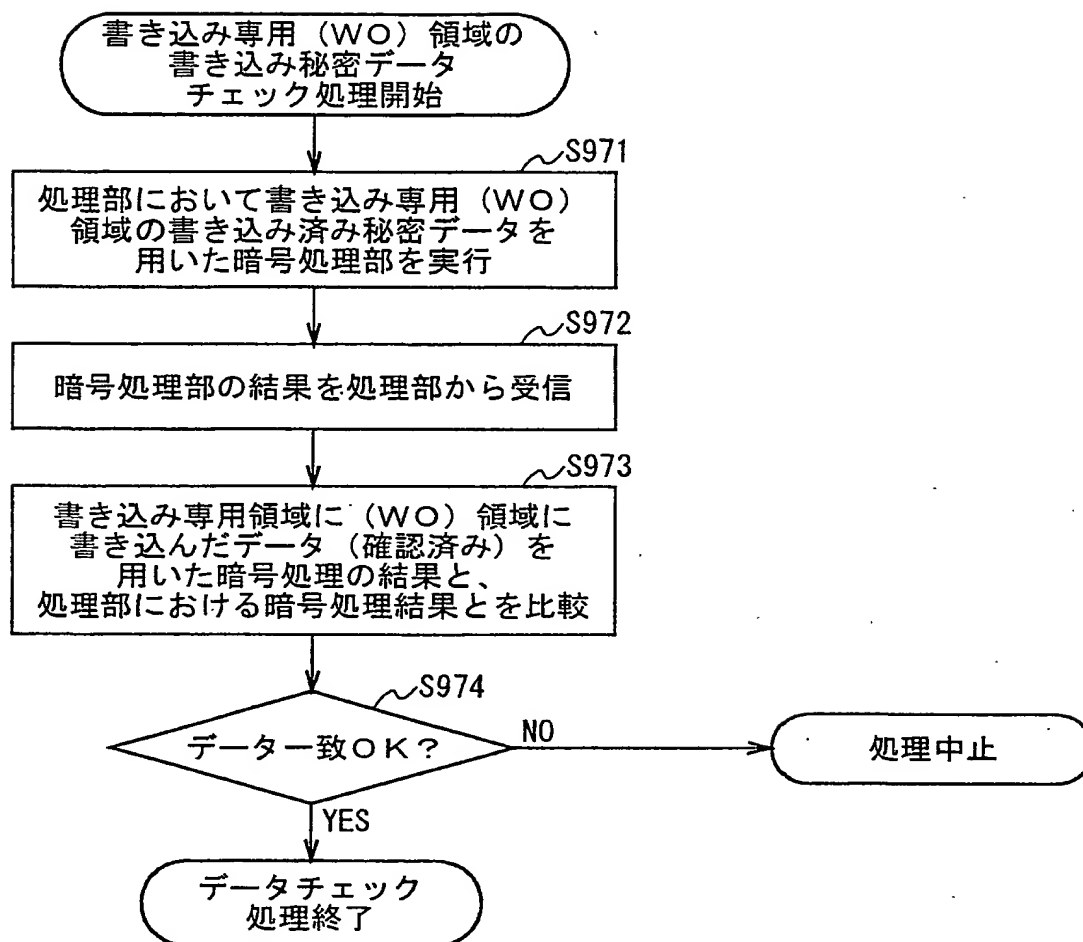 書き込み専用（WO）領域の
書き込み秘密データ
チェック処理開始
S971
処理部において書き込み専用（WO）
領域の書き込み済み秘密データを
用いた暗号処理部を実行
S972
暗号処理部の結果を処理部から受信
S973
書き込み専用領域に（WO）領域に
書き込んだデータ（確認済み）を
用いた暗号処理の結果と、
処理部における暗号処理結果とを比較
S974
データ一致OK？
NO
処理中止
YES
データチェック
処理終了